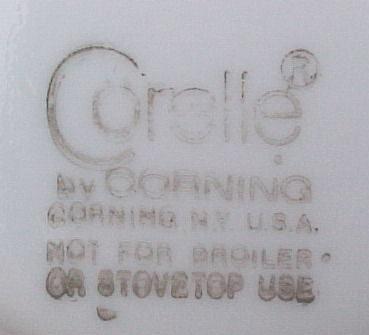 Corelle®
by CORNING
CORNING N.Y. U.S.A.
NOT FOR BROILER
OR STOVETOP USE